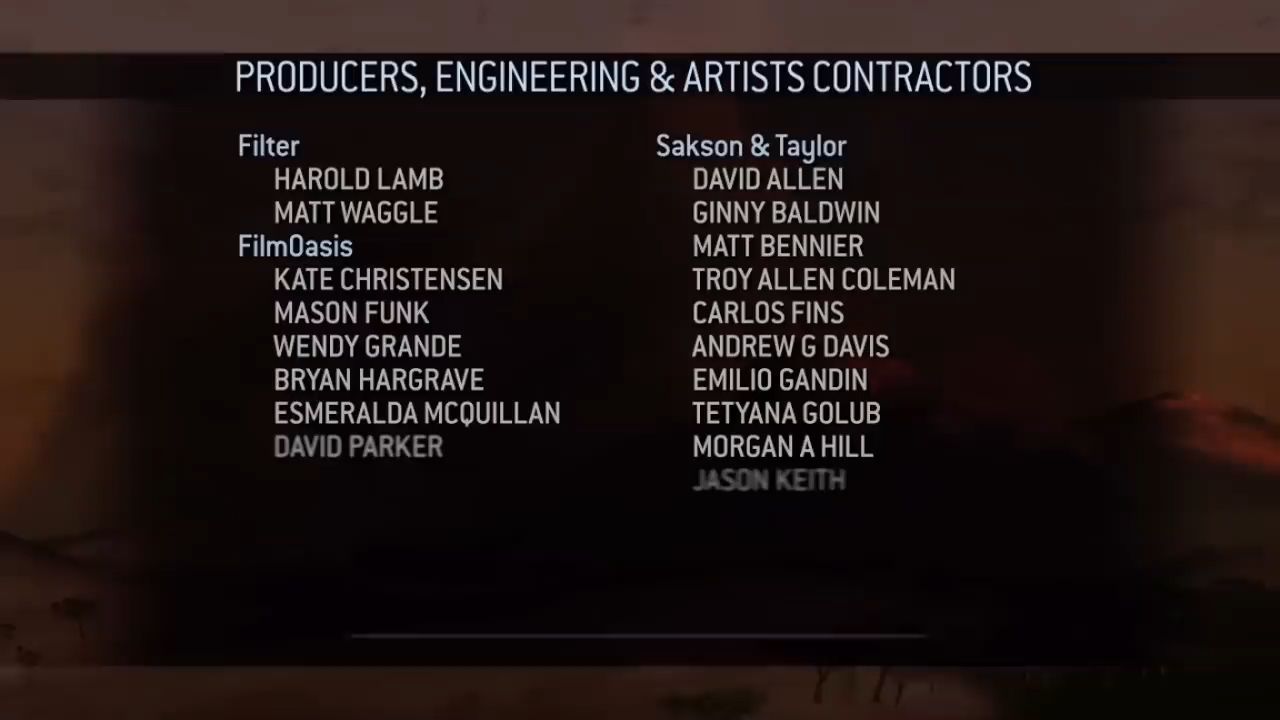 PRODUCERS, ENGINEERING & ARTISTS CONTRACTORS
Filter
HAROLD LAMB
MATT WAGGLE
FilmOasis
KATE CHRISTENSEN
MASON FUNK
WENDY GRANDE
BRYAN HARGRAVE
ESMERALDA MCQUILLAN
DAVID PARKER
Sakson & Taylor
DAVID ALLEN
GINNY BALDWIN
MATT BENNIER
TROY ALLEN COLEMAN
CARLOS FINS
ANDREW G DAVIS
EMILIO GANDIN
TETYANA GOLUB
MORGAN A HILL
JASON KEITH